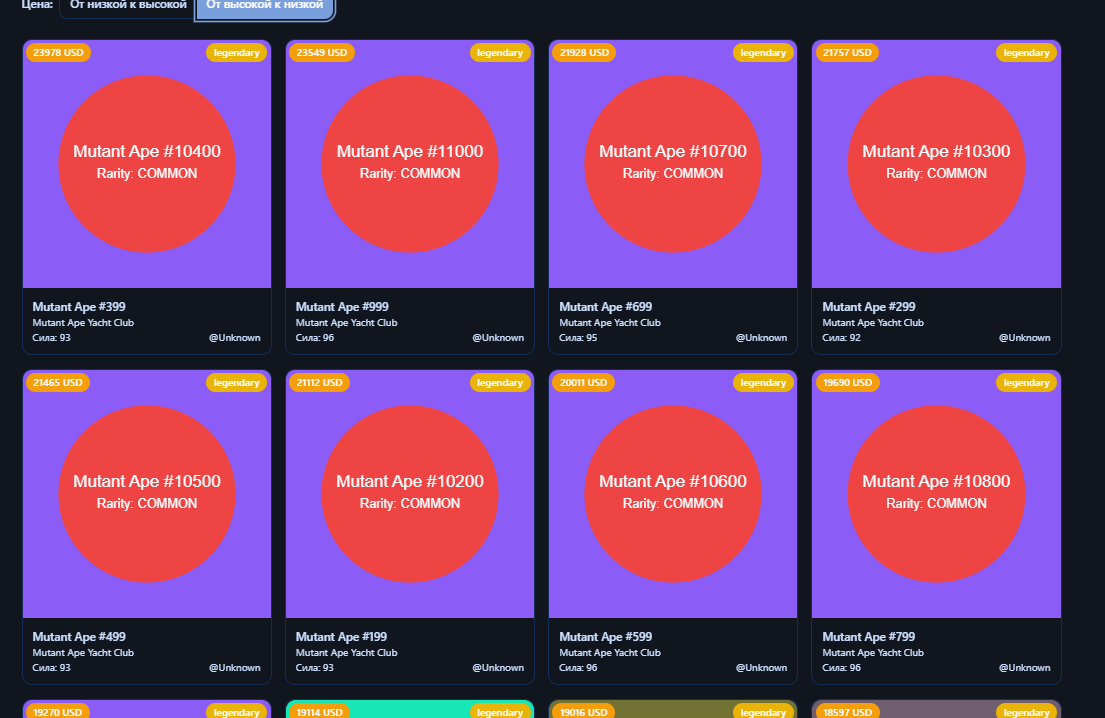 Цена: От низкой к высокой От высокой к низкой
23978 USD legendary 23549 USD legendary 21928 USD legendary 21757 USD legendary
Mutant Ape #10400 Mutant Ape #11000 Mutant Ape #10700 Mutant Ape #10300
Rarity: COMMON Rarity: COMMON Rarity: COMMON Rarity: COMMON
Mutant Ape #399 Mutant Ape #999 Mutant Ape #699 Mutant Ape #299
Mutant Ape Yacht Club Mutant Ape Yacht Club Mutant Ape Yacht Club Mutant Ape Yacht Club
Сила: 93 @Unknown Сила: 96 @Unknown Сила: 95 @Unknown Сила: 92 @Unknown
21465 USD legendary 21112 USD legendary 20011 USD legendary 19690 USD legendary
Mutant Ape #10500 Mutant Ape #10200 Mutant Ape #10600 Mutant Ape #10800
Rarity: COMMON Rarity: COMMON Rarity: COMMON Rarity: COMMON
Mutant Ape #499 Mutant Ape #199 Mutant Ape #599 Mutant Ape #799
Mutant Ape Yacht Club Mutant Ape Yacht Club Mutant Ape Yacht Club Mutant Ape Yacht Club
Сила: 93 @Unknown Сила: 93 @Unknown Сила: 96 @Unknown Сила: 96 @Unknown
19270 USD legendary 19114 USD legendary 19016 USD legendary 18597 USD legendary